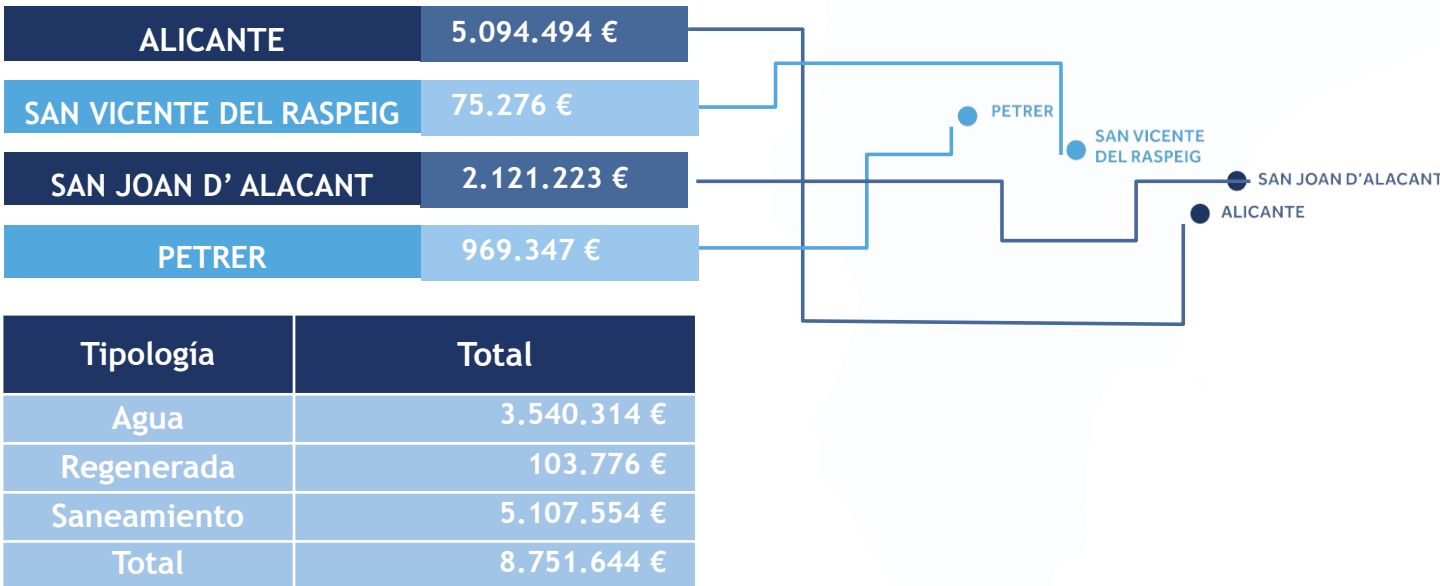 ALICANTE 5.094.494 €
SAN VICENTE DEL RASPEIG 75.276 €
SAN JOAN D’ ALACANT 2.121.223 €
PETRER 969.347 €
PETRER
SAN VICENTE
DEL RASPEIG
SAN JOAN D'ALACANT
ALICANTE
Tipología Total
Agua 3.540.314 €
Regenerada 103.776 €
Saneamiento 5.107.554 €
Total 8.751.644 €